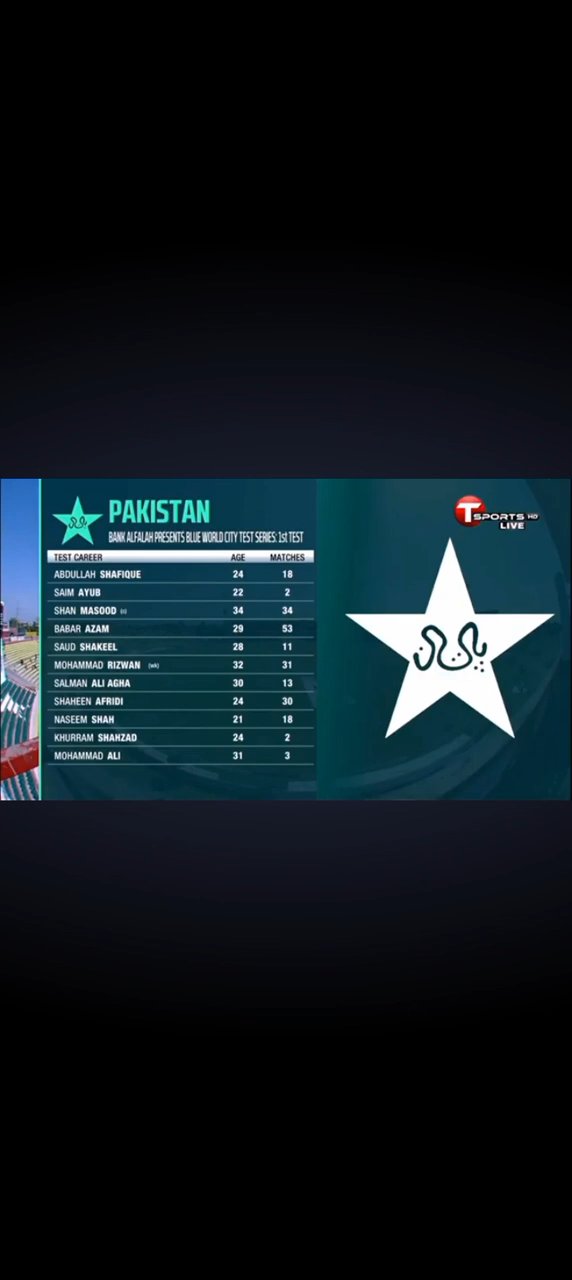 PAKISTAN
BANK ALFALAH PRESENTS BLUE WORLD CITY TEST SERIES: 1st TEST
TEST CAREER AGE MATCHES
ABDULLAH SHAFIQUE 24 18
SAIM AYUB 22 2
SHAN MASOOD (c) 34 34
BABAR AZAM 29 53
SAUD SHAKEEL 28 11
MOHAMMAD RIZWAN (wk) 32 31
SALMAN ALI AGHA 30 13
SHAHEEN AFRIDI 24 30
NASEEM SHAH 21 18
KHURRAM SHAHZAD 24 2
MOHAMMAD ALI 31 3
T SPORTS HD
LIVE